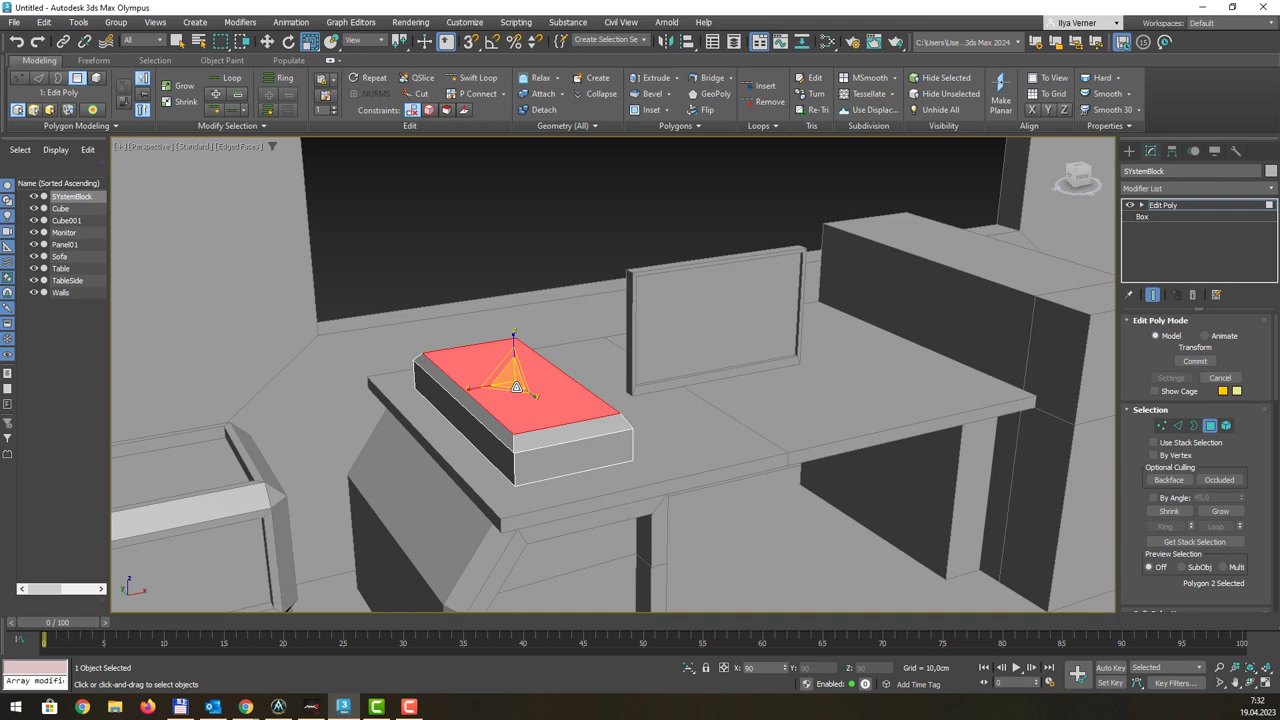 Untitled - Autodesk 3ds Max Olympus
File Edit Tools Group Views Create Modifiers Animation Graph Editors Rendering Customize Scripting Substance Civil View Arnold Help
Ilya Verner Workspaces: Default
All View Create Selection Se C:\Users\Use...3ds Max 2024 15
Modeling Freeform Selection Object Paint Populate
1: Edit Poly
Grow Shrink Loop Ring
Repeat QSlice Swift Loop
NURMS Cut P Connect
Constraints:
Relax Create
Attach Collapse
Detach
Extrude Bridge
Bevel GeoPoly
Inset Flip
Insert
Remove
Edit
Turn
Re-Tri
MSmooth
Tessellate
Use Displac...
Hide Selected
Hide Unselected
Unhide All
Make Planar
To View
To Grid
X Y Z
Hard
Smooth
Smooth 30
Polygon Modeling Modify Selection Edit Geometry (All) Polygons Loops Tris Subdivision Visibility Align Properties
Select Display Edit
Name (Sorted Ascending)
SYstemBlock
Cube
Cube001
Monitor
Panel01
Sofa
Table
TableSide
Walls
[+] [Perspective] [Standard] [Edged Faces]
SYstemBlock
Modifier List
Edit Poly
Box
Edit Poly Mode
Model Animate
Transform
Commit
Settings Cancel
Show Cage
Selection
Use Stack Selection
By Vertex
Optional Culling
Backface Occluded
By Angle: 45,0
Shrink Grow
Ring Loop
Get Stack Selection
Preview Selection
Off SubObj Multi
Polygon 2 Selected
0 / 100
0 5 10 15 20 25 30 35 40 45 50 55 60 65 70 75 80 85 90 95 100
Array modifi
1 Object Selected
Click or click-and-drag to select objects
X: 90 Y: 90 Z: 90 Grid = 10,0cm
Enabled: Add Time Tag
0
Auto Key Selected
Set Key Key Filters...
7:32
19.04.2023